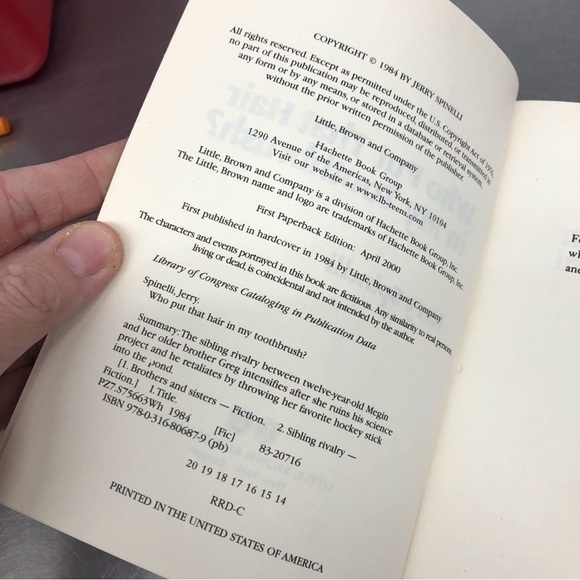 COPYRIGHT © 1984 BY JERRY SPINELLI
All rights reserved. Except as permitted under the U.S. Copyright Act of 1976,
no part of this publication may be reproduced, distributed, or transmitted in
any form or by any means, or stored in a database or retrieval system,
without the prior written permission of the publisher.
Little, Brown and Company
Hachette Book Group
1290 Avenue of the Americas, New York, NY 10104
Visit our website at www.lb-teens.com
Little, Brown and Company is a division of Hachette Book Group, Inc.
The Little, Brown name and logo are trademarks of Hachette Book Group, Inc.
First Paperback Edition: April 2000
First published in hardcover in 1984 by Little, Brown and Company
The characters and events portrayed in this book are fictitious. Any similarity to real persons,
living or dead, is coincidental and not intended by the author.
Library of Congress Cataloging in Publication Data
Spinelli, Jerry.
Who put that hair in my toothbrush?
Summary: The sibling rivalry between twelve-year-old Megin
and her older brother Greg intensifies after she ruins his science
project and he retaliates by throwing her favorite hockey stick
into the pond.
[1. Brothers and sisters — Fiction. 2. Sibling rivalry —
Fiction.] I. Title.
PZ7.S75663Wh 1984 [Fic] 83-20716
ISBN 978-0-316-80687-9 (pb)
20 19 18 17 16 15 14
RRD-C
PRINTED IN THE UNITED STATES OF AMERICA